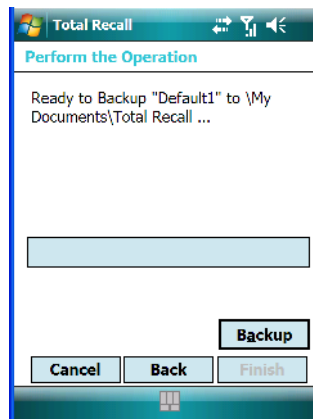 Total Recall
Perform the Operation
Ready to Backup "Default1" to \My
Documents\Total Recall ...
Backup
Cancel Back Finish